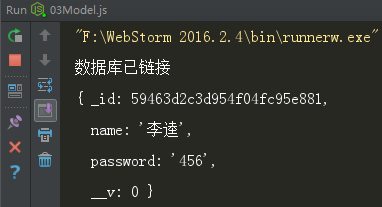 Run 03Model.js
"F:\WebStorm 2016.2.4\bin\runnerw.exe"
数据库已链接
{ _id: 59463d2c3d954f04fc95e881,
name: '李逵',
password: '456',
__v: 0 }